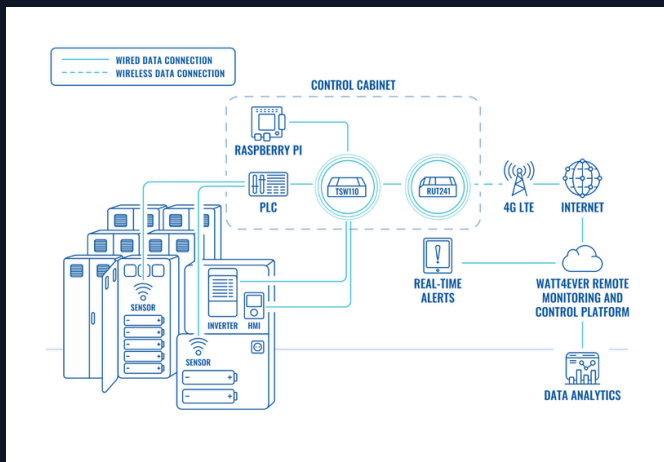 WIRED DATA CONNECTION
WIRELESS DATA CONNECTION
CONTROL CABINET
RASPBERRY PI
PLC
TSW110
RUT241
4G LTE
INTERNET
REAL-TIME
ALERTS
WATT4EVER REMOTE
MONITORING AND
CONTROL PLATFORM
SENSOR
INVERTER
HMI
SENSOR
DATA ANALYTICS